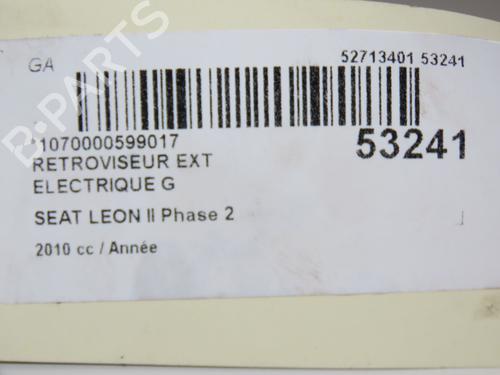 GA
52713401 53241
1070000599017
53241
RETROVISEUR EXT
ELECTRIQUE G
SEAT LEON II Phase 2
2010 cc / Année
B-PARTS